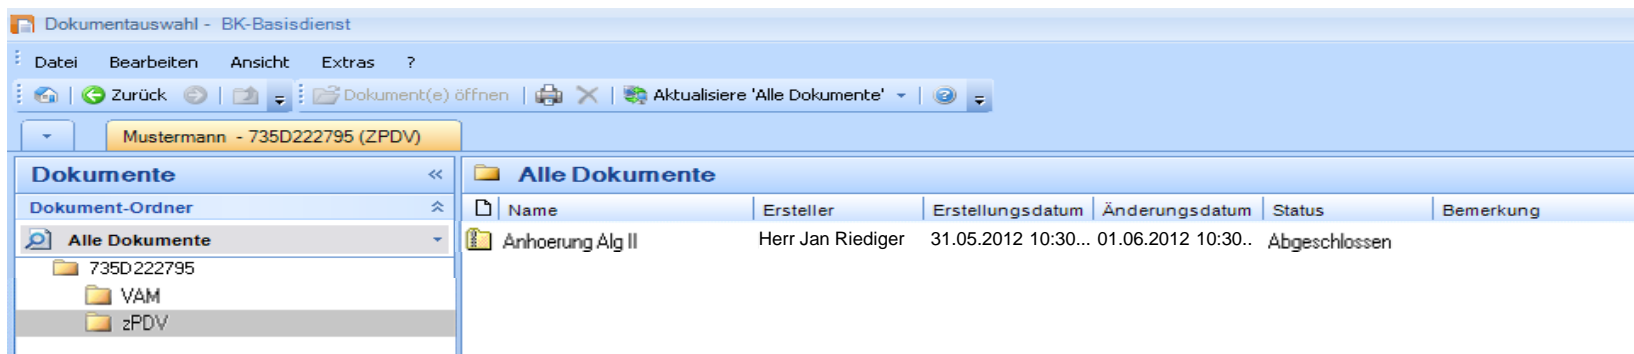 Dokumentauswahl - BK-Basisdienst
Datei Bearbeiten Ansicht Extras ?
Zurück Dokument(e) öffnen Aktualisiere 'Alle Dokumente'
Mustermann - 735D222795 (ZPDV)
Dokumente
Dokument-Ordner
Alle Dokumente
735D222795
VAM
zPDV
Alle Dokumente
Name Ersteller Erstellungsdatum Änderungsdatum Status Bemerkung
Anhoerung Alg II Herr Jan Riediger 31.05.2012 10:30... 01.06.2012 10:30.. Abgeschlossen